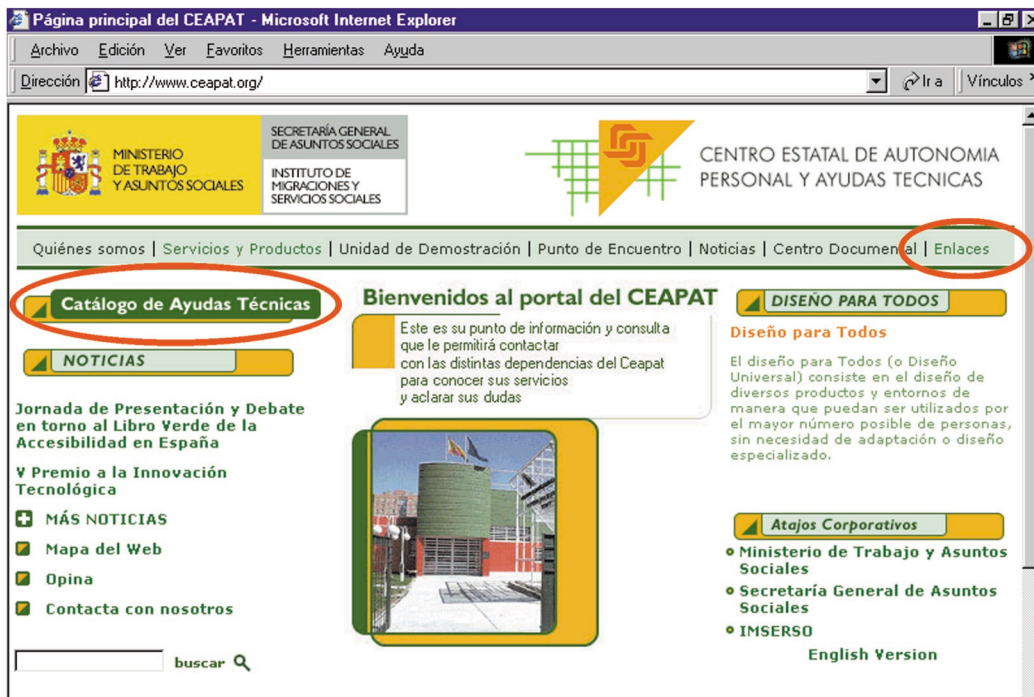 Página principal del CEAPAT - Microsoft Internet Explorer
Archivo Edición Ver Favoritos Herramientas Ayuda
Dirección http://www.ceapat.org/ Ir a Vínculos
MINISTERIO
DE TRABAJO
Y ASUNTOS SOCIALES
SECRETARÍA GENERAL
DE ASUNTOS SOCIALES
INSTITUTO DE
MIGRACIONES Y
SERVICIOS SOCIALES
CENTRO ESTATAL DE AUTONOMIA
PERSONAL Y AYUDAS TECNICAS
Quiénes somos | Servicios y Productos | Unidad de Demostración | Punto de Encuentro | Noticias | Centro Documental | Enlaces
Catálogo de Ayudas Técnicas
NOTICIAS
Jornada de Presentación y Debate
en torno al Libro Verde de la
Accesibilidad en España
V Premio a la Innovación
Tecnológica
MÁS NOTICIAS
Mapa del Web
Opina
Contacta con nosotros
buscar
Bienvenidos al portal del CEAPAT
Este es su punto de información y consulta
que le permitirá contactar
con las distintas dependencias del Ceapat
para conocer sus servicios
y aclarar sus dudas
DISEÑO PARA TODOS
Diseño para Todos
El diseño para Todos (o Diseño
Universal) consiste en el diseño de
diversos productos y entornos de
manera que puedan ser utilizados por
el mayor número posible de personas,
sin necesidad de adaptación o diseño
especializado.
Atajos Corporativos
Ministerio de Trabajo y Asuntos
Sociales
Secretaría General de Asuntos
Sociales
IMSERSO
English Version